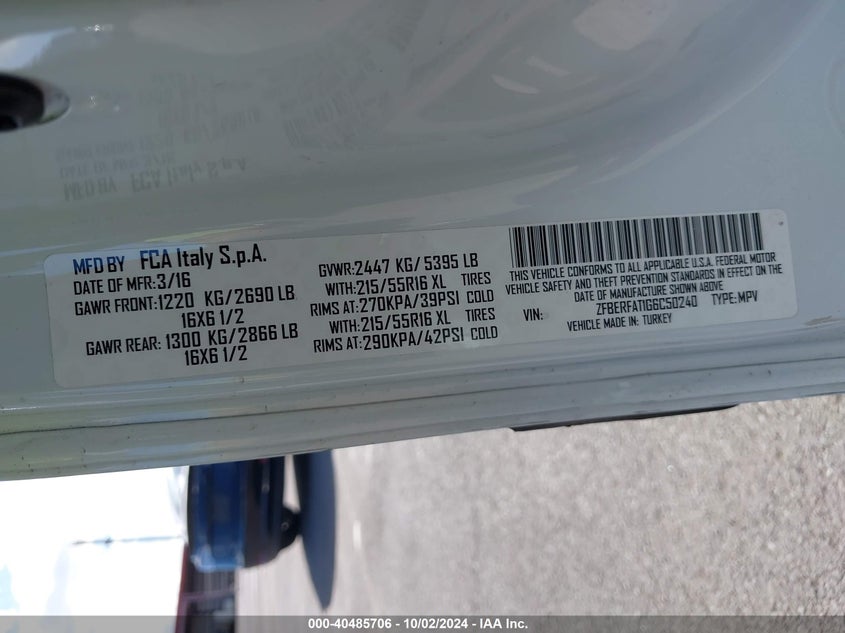 MFD BY FCA Italy S.p.A.
DATE OF MFR:3/16
GAWR FRONT:1220 KG/2690 LB
16X6 1/2
GAWR REAR: 1300 KG/2866 LB
16X6 1/2
GVWR:2447 KG/5395 LB
WITH:215/55R16 XL TIRES
RIMS AT:270KPA/39PSI COLD
WITH:215/55R16 XL TIRES
RIMS AT:290KPA/42PSI COLD
THIS VEHICLE CONFORMS TO ALL APPLICABLE U.S.A. FEDERAL MOTOR
VEHICLE SAFETY AND THEFT PREVENTION STANDARDS IN EFFECT ON THE
DATE OF MANUFACTURE
VIN: ZFBERFAT1G6C50240 TYPE:MPV
VEHICLE MADE IN: TURKEY
000-40485706 - 10/02/2024 - IAA Inc.